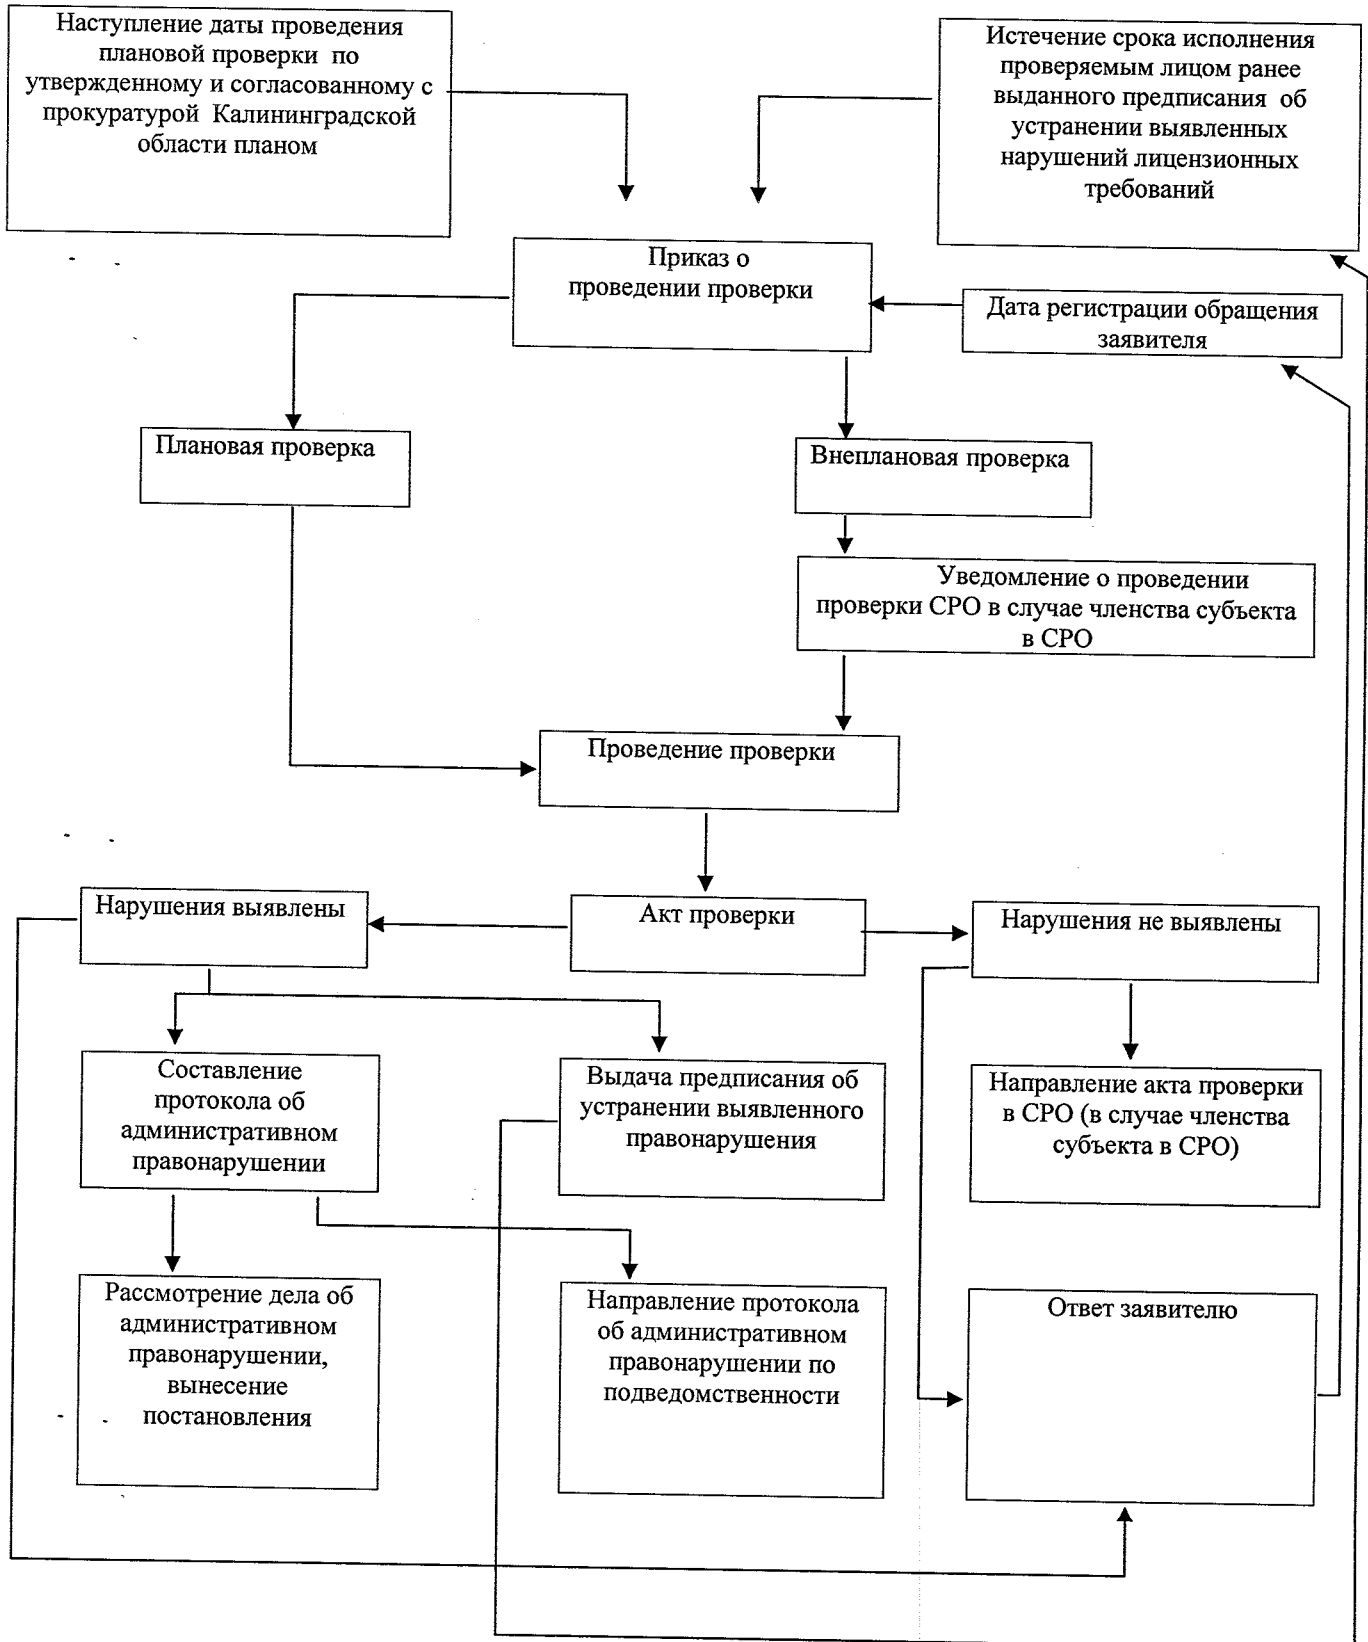 Наступление даты проведения
плановой проверки по
утвержденному и согласованному с
прокуратурой Калининградской
области планом
Истечение срока исполнения
проверяемым лицом ранее
выданного предписания об
устранении выявленных
нарушений лицензионных
требований
Приказ о
проведении проверки
Дата регистрации обращения
заявителя
Плановая проверка
Внеплановая проверка
Уведомление о проведении
проверки СРО в случае членства субъекта
в СРО
Проведение проверки
Нарушения выявлены
Акт проверки
Нарушения не выявлены
Составление
протокола об
административном
правонарушении
Выдача предписания об
устранении выявленного
правонарушения
Направление акта проверки
в СРО (в случае членства
субъекта в СРО)
Рассмотрение дела об
административном
правонарушении,
вынесение
постановления
Направление протокола
об административном
правонарушении по
подведомственности
Ответ заявителю